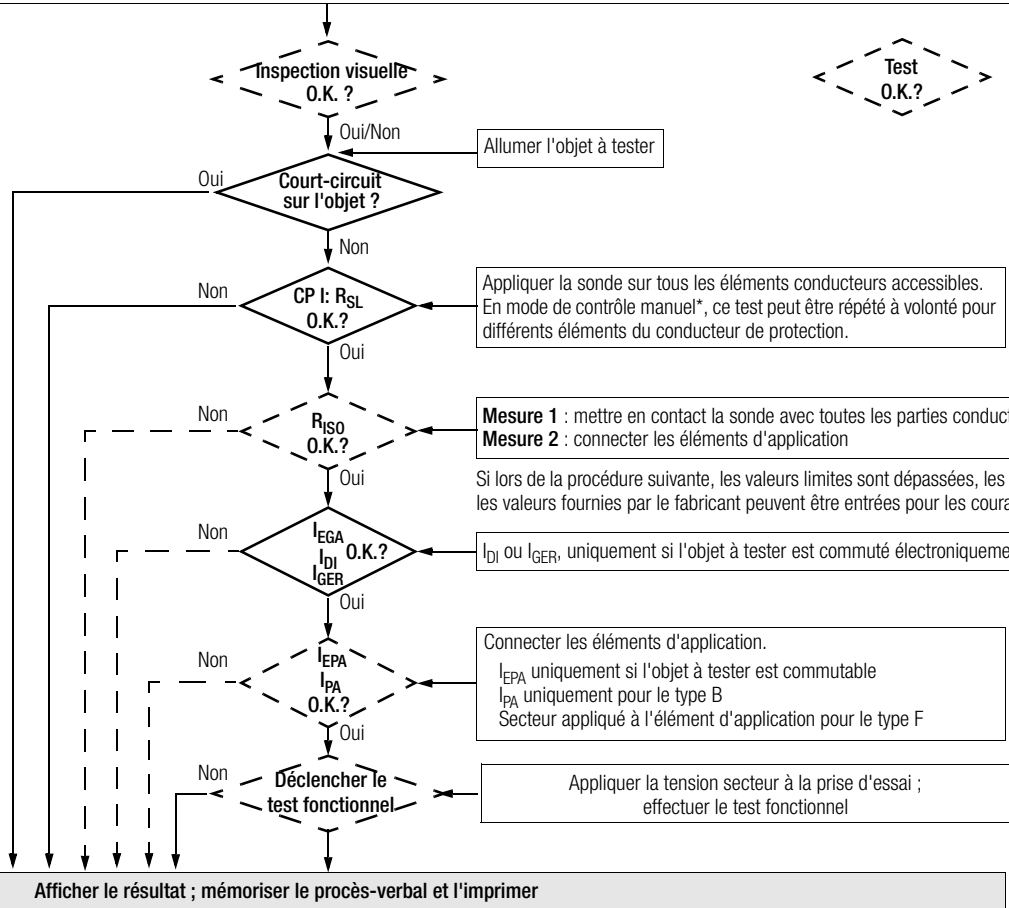 Inspection visuelle
O.K. ?
Test
O.K.?
Oui/Non
Allumer l'objet à tester
Oui
Court-circuit
sur l'objet ?
Non
Non
CP I: RSL
O.K.?
Appliquer la sonde sur tous les éléments conducteurs accessibles.
En mode de contrôle manuel*, ce test peut être répété à volonté pour
différents éléments du conducteur de protection.
Oui
Non
RISO
O.K.?
Mesure 1 : mettre en contact la sonde avec toutes les parties
Mesure 2 : connecter les éléments d'application
Oui
Si lors de la procédure suivante, les valeurs limites sont dépassées, les
les valeurs fournies par le fabricant peuvent être entrées pour les
Non
IEGA
IDI O.K.?
IGER
IDI ou IGER, uniquement si l'objet à tester est commuté
Oui
Non
IEPA
IPA
O.K.?
Connecter les éléments d'application.
IEPA uniquement si l'objet à tester est commutable
IPA uniquement pour le type B
Secteur appliqué à l'élément d'application pour le type F
Oui
Non
Déclencher le
test fonctionnel
Appliquer la tension secteur à la prise d'essai ;
effectuer le test fonctionnel
Afficher le résultat ; mémoriser le procès-verbal et l'imprimer